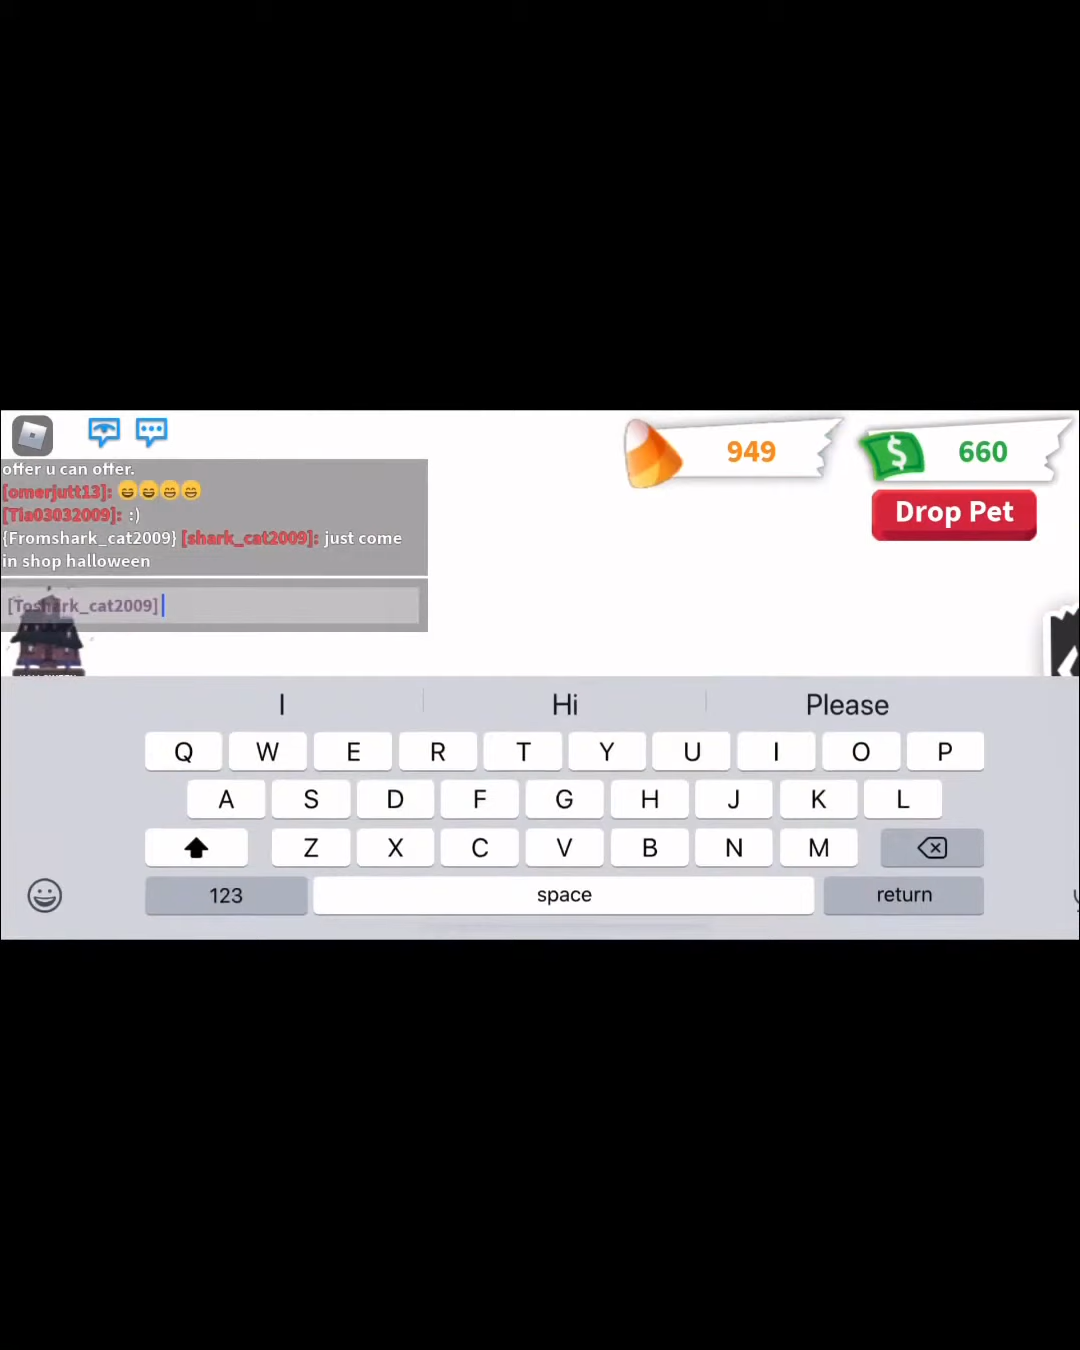 offer u can offer.
949
660
[omerjutt13]: 😄😄😄😄
Drop Pet
[Tia03032009]: :)
{Fromshark_cat2009} [shark_cat2009]: just come
in shop halloween
[Toshark_cat2009]
I Hi Please
Q W E R T Y U I O P
A S D F G H J K L
Z X C V B N M
123 space return